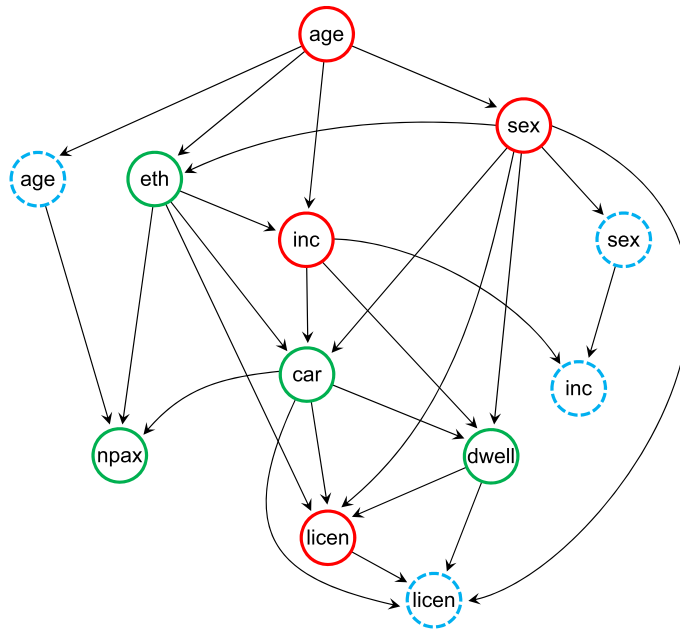 age
sex
age
eth
inc
sex
car
inc
npax
dwell
licen
licen